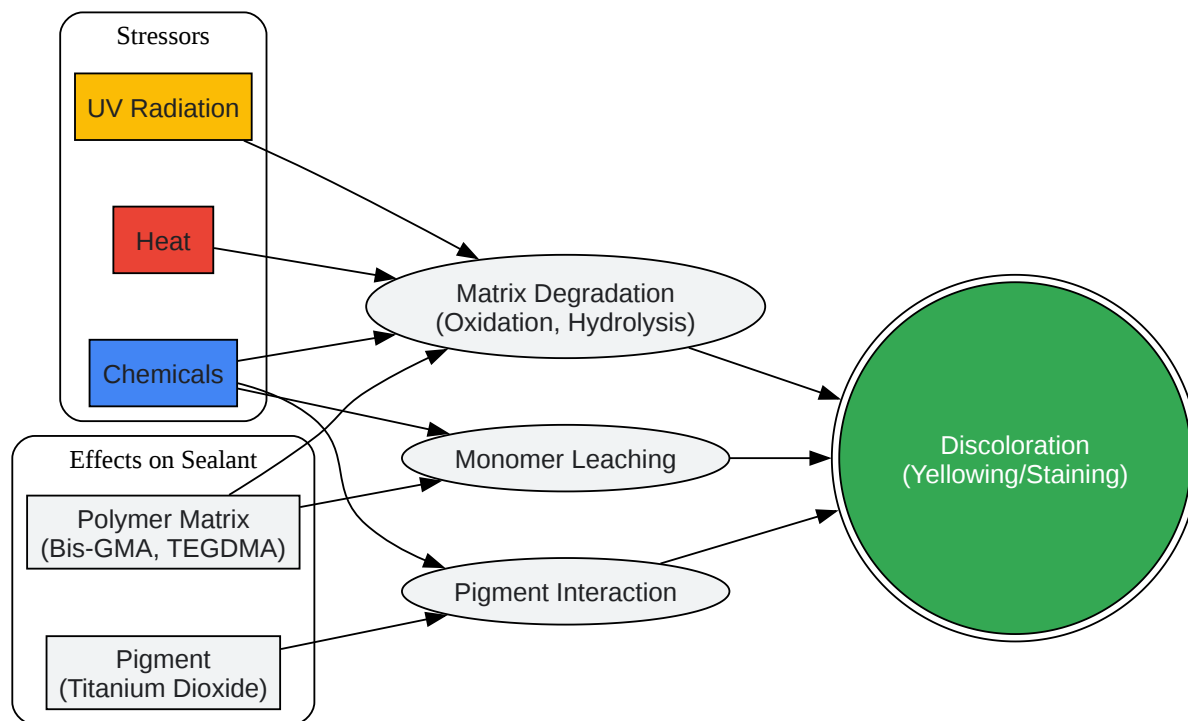 Stressors
UV Radiation
Heat
Chemicals
Effects on Sealant
Polymer Matrix
(Bis-GMA, TEGDMA)
Pigment
(Titanium Dioxide)
Matrix Degradation
(Oxidation, Hydrolysis)
Monomer Leaching
Pigment Interaction
Discoloration
(Yellowing/Staining)